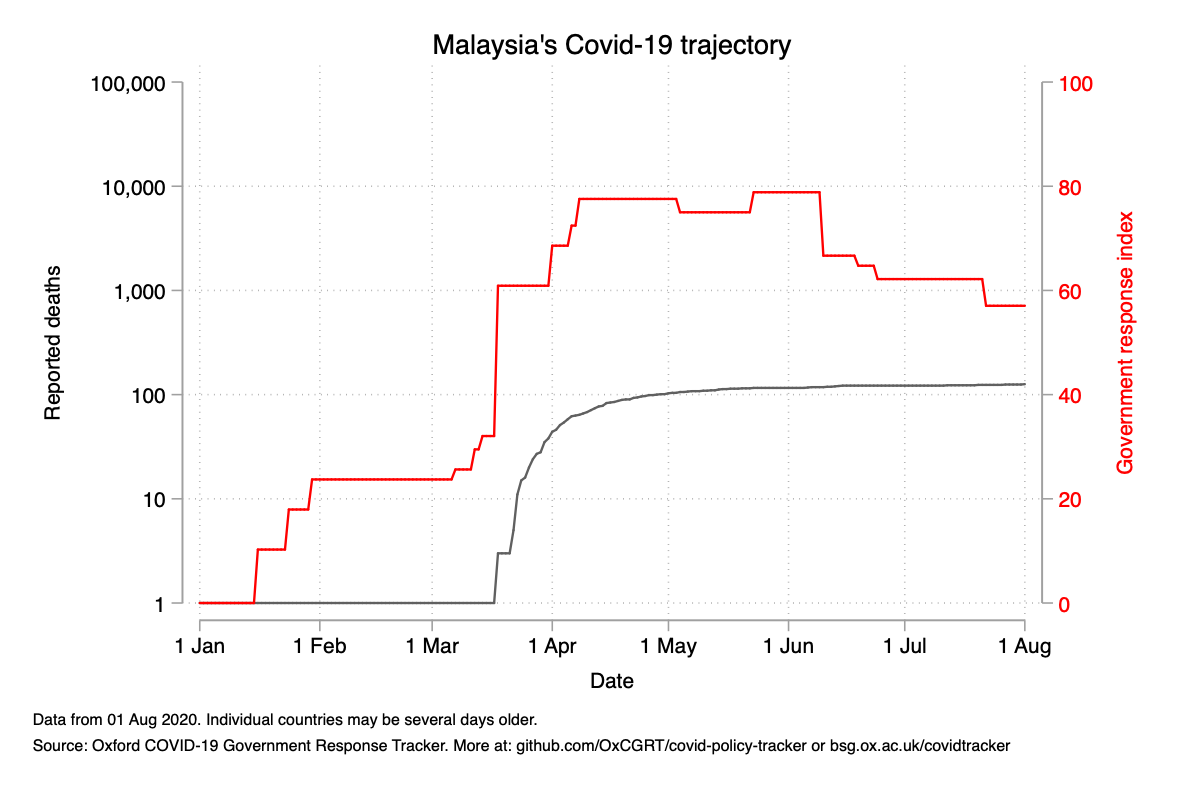 Malaysia's Covid-19 trajectory
100,000
10,000
1,000
100
10
1
Reported deaths
100
80
60
40
20
0
Government response index
1 Jan 1 Feb 1 Mar 1 Apr 1 May 1 Jun 1 Jul 1 Aug
Date
Data from 01 Aug 2020. Individual countries may be several days older.
Source: Oxford COVID-19 Government Response Tracker. More at: github.com/OxCGRT/covid-policy-tracker or bsg.ox.ac.uk/covidtracker